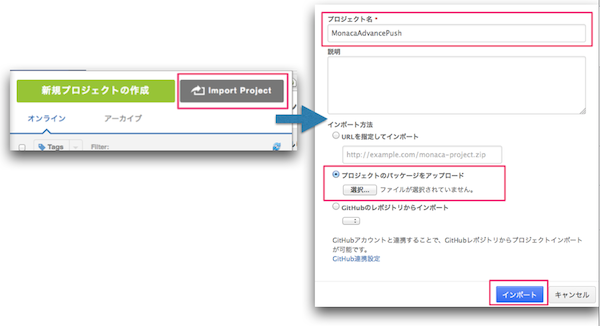 新規プロジェクトの作成
Import Project
オンライン
アーカイブ
Tags
Filter:
プロジェクト名 *
MonacaAdvancePush
説明
インポート方法
URLを指定してインポート
http://example.com/monaca-project.zip
プロジェクトのパッケージをアップロード
選択... ファイルが選択されていません。
GitHubのレポジトリからインポート
GitHubアカウントと連携することで、GitHubレポジトリからプロジェクトインポート
が可能です。
GitHub連携設定
インポート
キャンセル